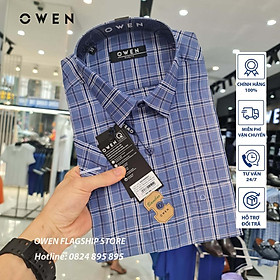 OWEN
OWEN
OWEN
CHÍNH HÃNG
100%
MIỄN PHÍ
VẬN CHUYỂN
TƯ VẤN
24/7
HỖ TRỢ
ĐỔI TRẢ
OWEN FLAGSHIP STORE
Hotline: 0824 895 895